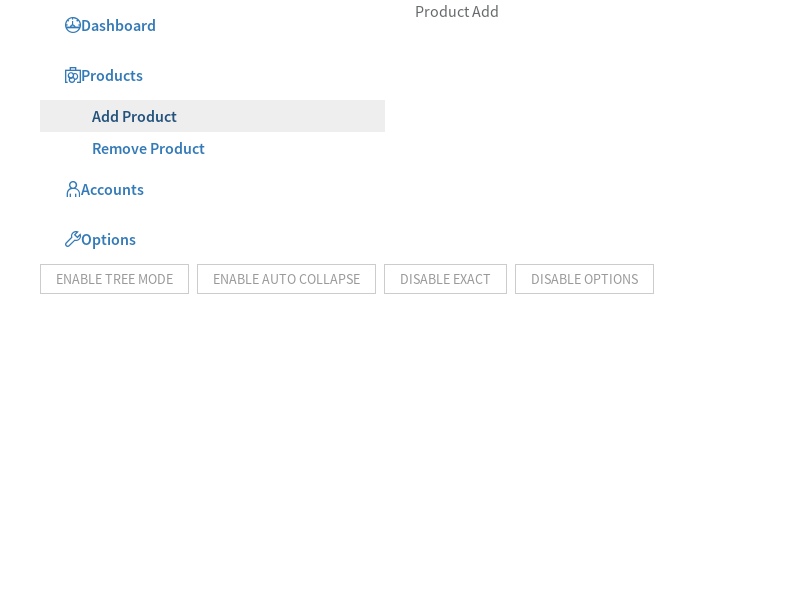 Dashboard
Product Add
Products
Add Product
Remove Product
Accounts
Options
ENABLE TREE MODE ENABLE AUTO COLLAPSE DISABLE EXACT DISABLE OPTIONS